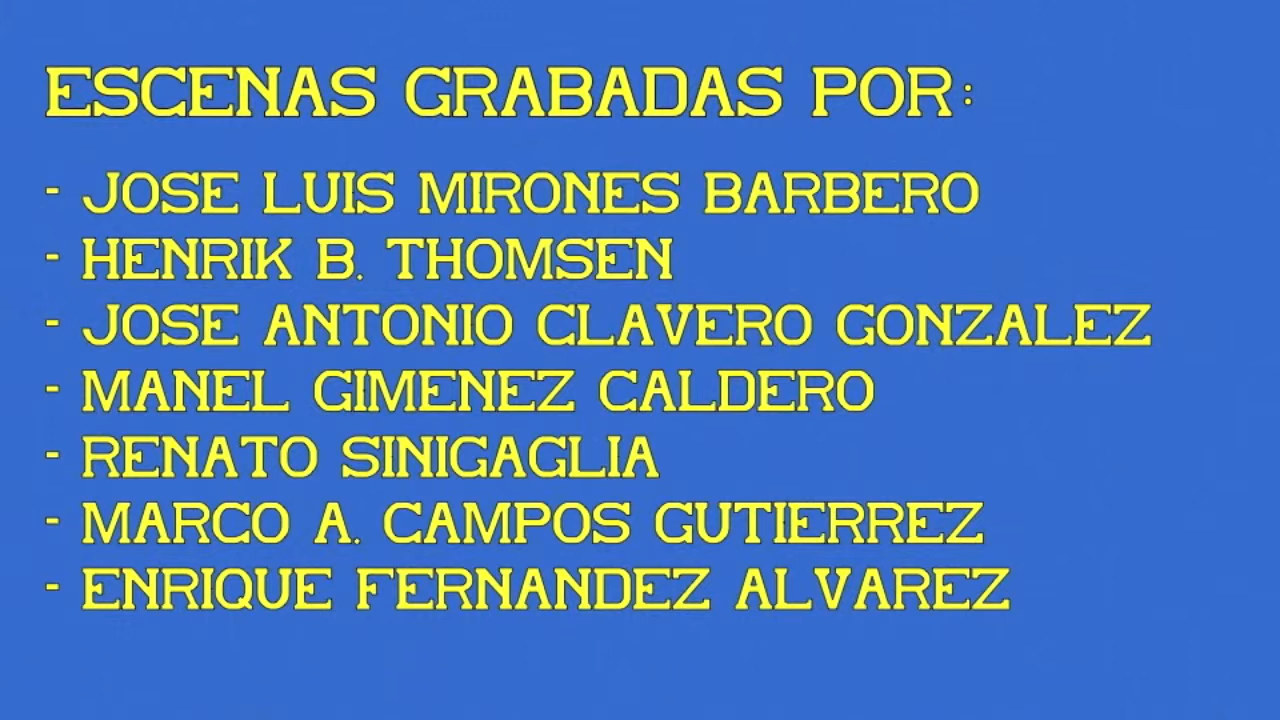 ESCENAS GRABADAS POR:
- JOSE LUIS MIRONES BARBERO
- HENRIK B. THOMSEN
- JOSE ANTONIO CLAVERO GONZALEZ
- MANEL GIMENEZ CALDERO
- RENATO SINIGAGLIA
- MARCO A. CAMPOS GUTIERREZ
- ENRIQUE FERNANDEZ ALVAREZ